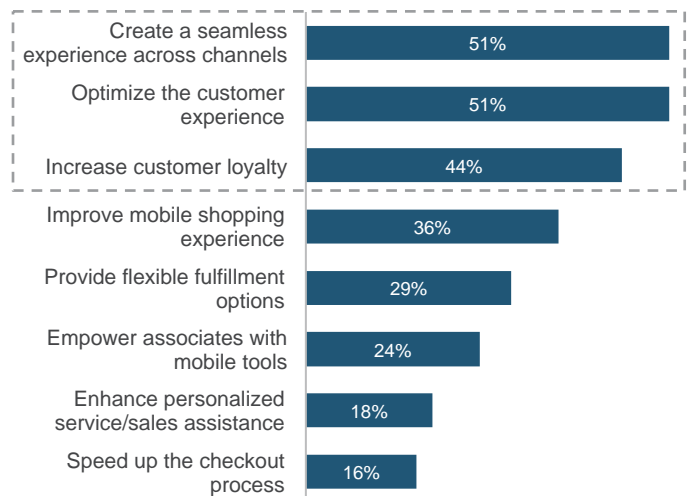 Create a seamless
experience across channels
51%
Optimize the customer
experience
51%
Increase customer loyalty
44%
Improve mobile shopping
experience
36%
Provide flexible fulfillment
options
29%
Empower associates with
mobile tools
24%
Enhance personalized
service/sales assistance
18%
Speed up the checkout
process
16%